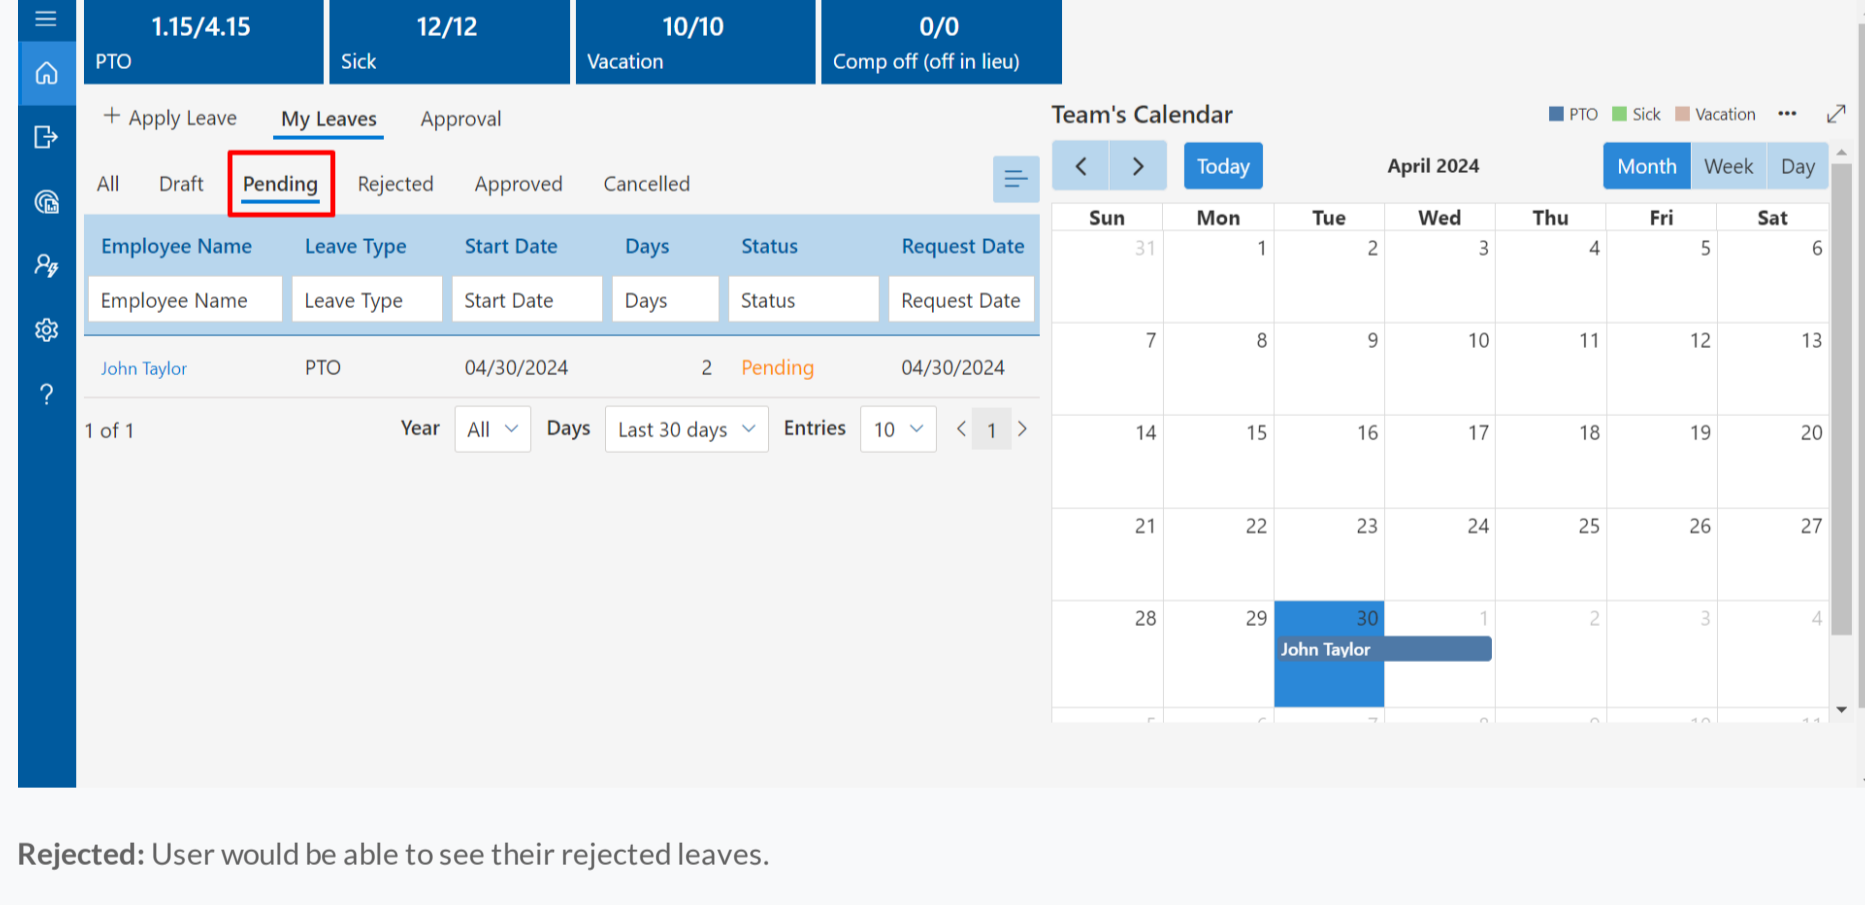 1.15/4.15 12/12 10/10 0/0
PTO Sick Vacation Comp off (off in lieu)
+ Apply Leave My Leaves Approval
All Draft Pending Rejected Approved Cancelled
Employee Name Leave Type Start Date Days Status Request Date
Employee Name Leave Type Start Date Days Status Request Date
John Taylor PTO 04/30/2024 2 Pending 04/30/2024
1 of 1 Year All Days Last 30 days Entries 10 < 1 >
Team's Calendar PTO Sick Vacation
< > Today April 2024 Month Week Day
Sun Mon Tue Wed Thu Fri Sat
31 1 2 3 4 5 6
7 8 9 10 11 12 13
14 15 16 17 18 19 20
21 22 23 24 25 26 27
28 29 30 1 2 3 4
John Taylor
Rejected: User would be able to see their rejected leaves.